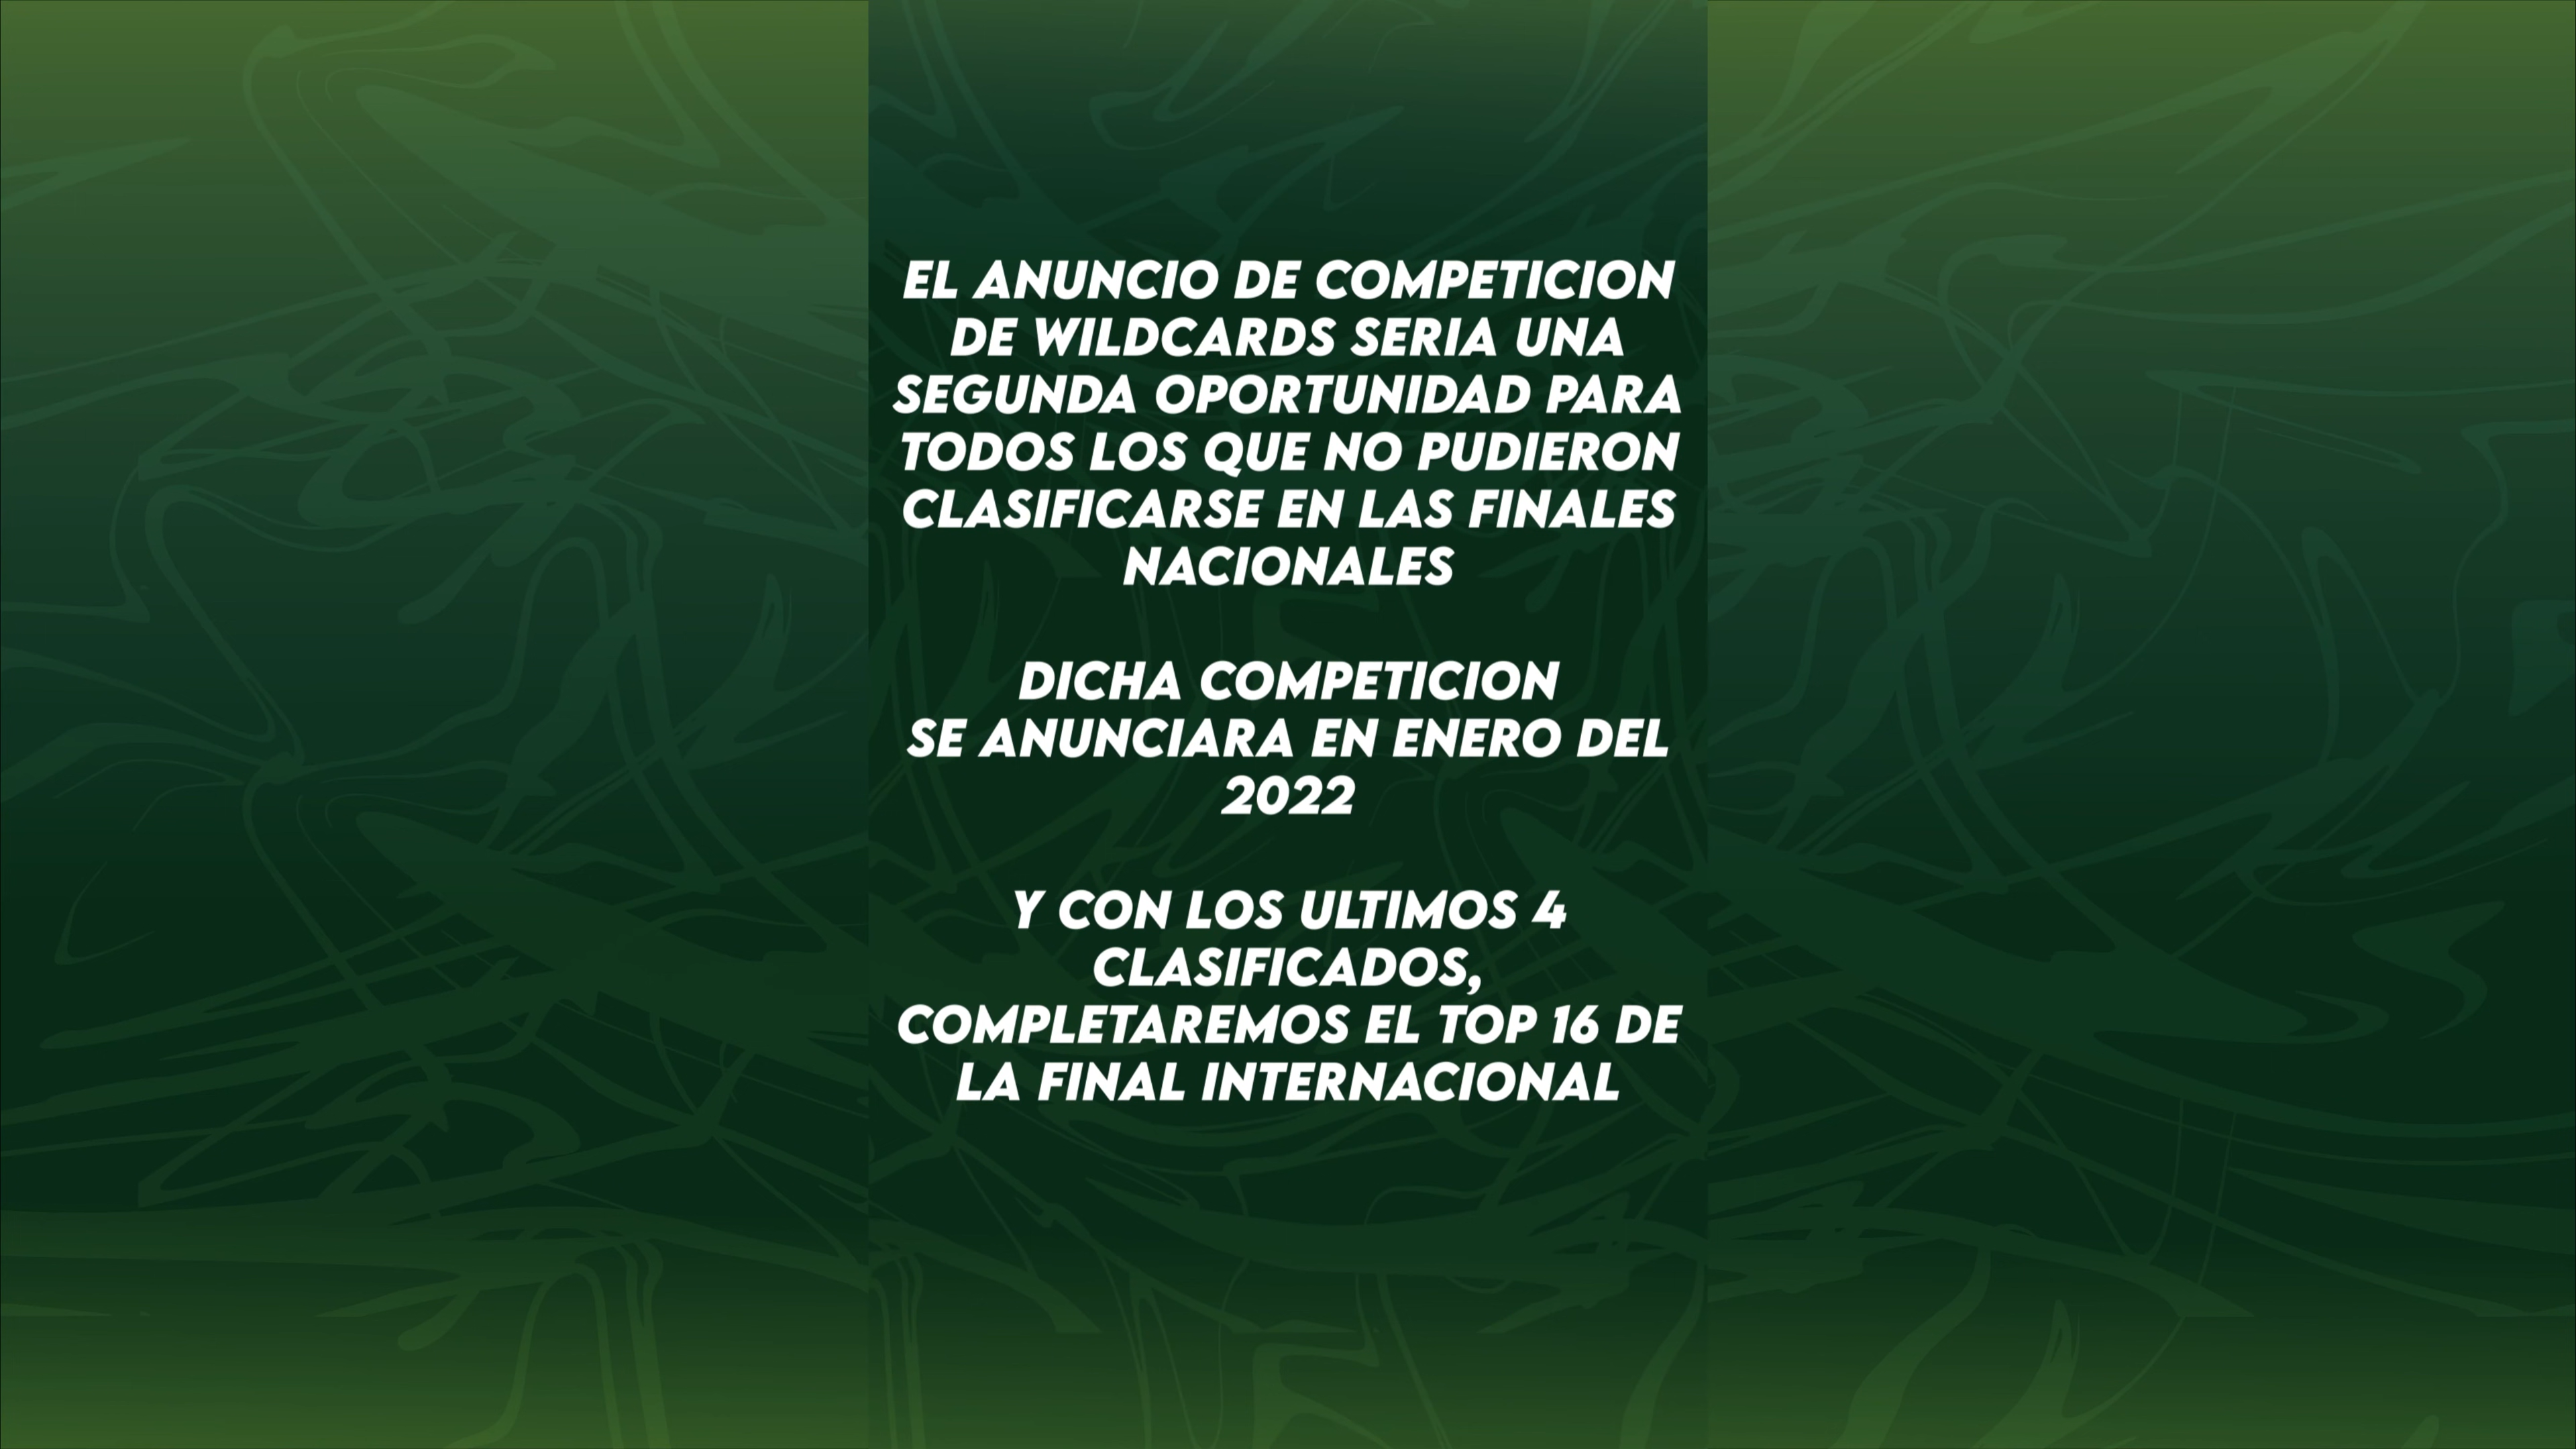 EL ANUNCIO DE COMPETICION
DE WILDCARDS SERIA UNA
SEGUNDA OPORTUNIDAD PARA
TODOS LOS QUE NO PUDIERON
CLASIFICARSE EN LAS FINALES
NACIONALES
DICHA COMPETICION
SE ANUNCIARA EN ENERO DEL
2022
Y CON LOS ULTIMOS 4
CLASIFICADOS,
COMPLETAREMOS EL TOP 16 DE
LA FINAL INTERNACIONAL